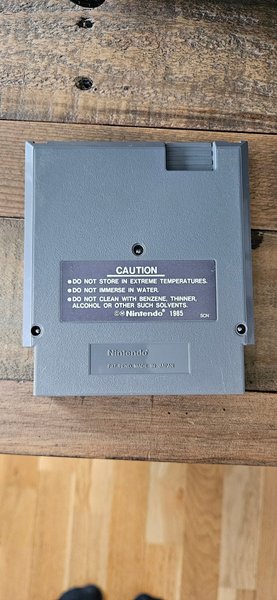 CAUTION
●DO NOT STORE IN EXTREME TEMPERATURES.
●DO NOT IMMERSE IN WATER.
●DO NOT CLEAN WITH BENZENE, THINNER,
ALCOHOL OR OTHER SUCH SOLVENTS.
©™ Nintendo® 1985
SCN
Nintendo®
MADE IN JAPAN